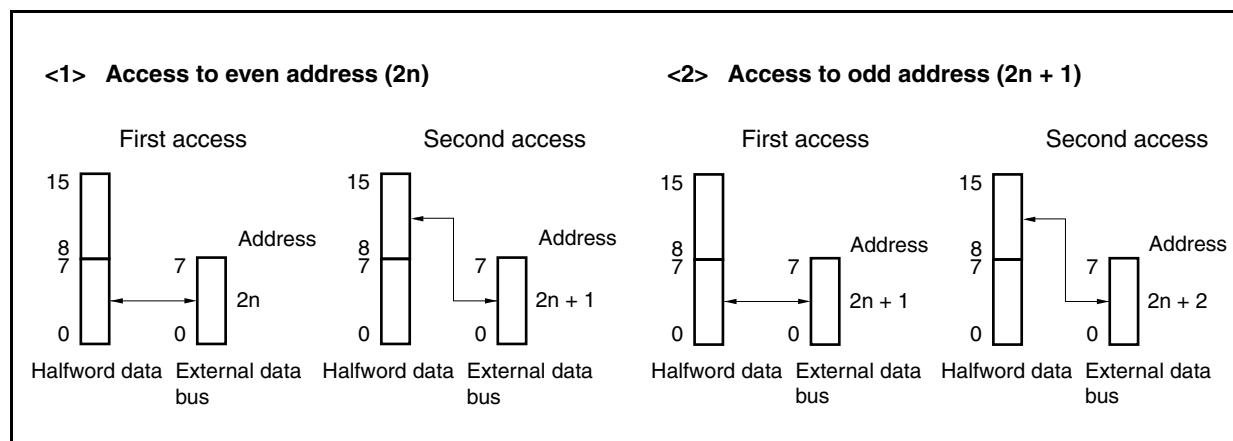 <1> Access to even address (2n)
First access
15
8
7
0
Halfword data
Address
7
2n
0
External data
bus
Second access
15
8
7
0
Halfword data
Address
7
2n + 1
0
External data
bus
<2> Access to odd address (2n + 1)
First access
15
8
7
0
Halfword data
Address
7
2n + 1
0
External data
bus
Second access
15
8
7
0
Halfword data
Address
7
2n + 2
0
External data
bus